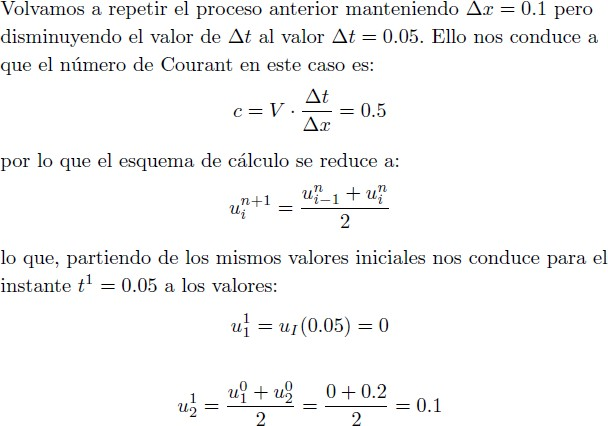 Volvamos a repetir el proceso anterior manteniendo Δx = 0.1 pero
disminuyendo el valor de Δt al valor Δt = 0.05. Ello nos conduce a
que el número de Courant en este caso es:
c = V · Δt/Δx = 0.5
por lo que el esquema de cálculo se reduce a:
u_i^{n+1} = (u_{i-1}^n + u_i^n)/2
lo que, partiendo de los mismos valores iniciales nos conduce para el
instante t^1 = 0.05 a los valores:
u_1^1 = u_I(0.05) = 0
u_2^1 = (u_1^0 + u_2^0)/2 = (0 + 0.2)/2 = 0.1